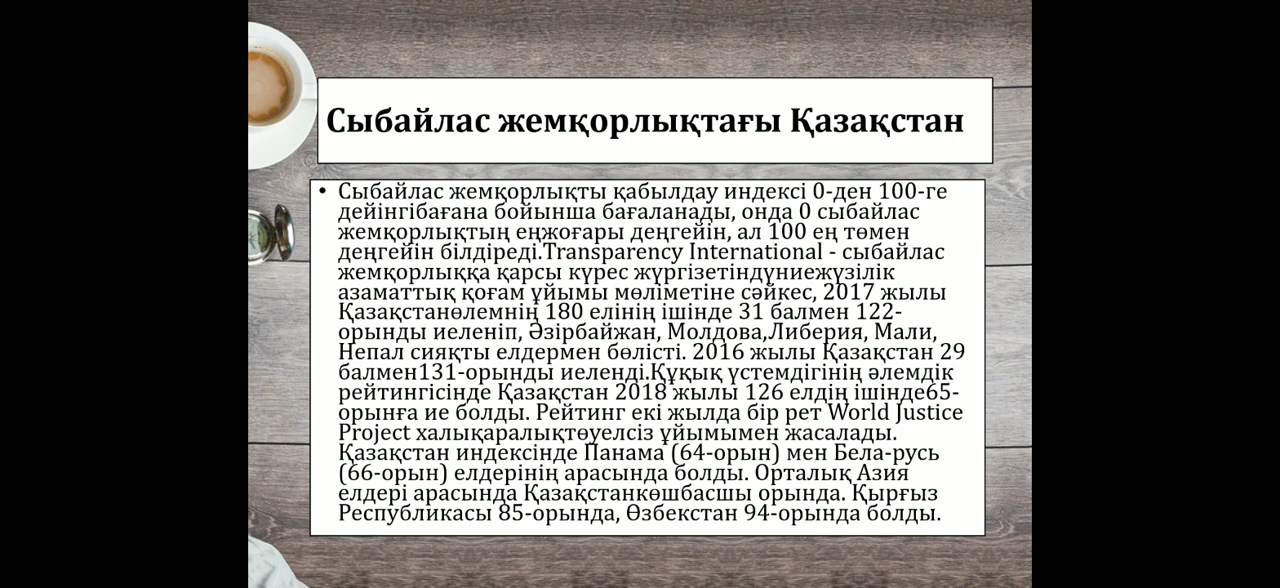 Сыбайлас жемқорлықтағы Қазақстан
• Сыбайлас жемқорлықты қабылдау индексі 0-ден 100-ге
дейінгібағана бойынша бағаланады, онда 0 сыбайлас
жемқорлықтың еңжоғары деңгейін, ал 100 ең төмен
деңгейін білдіреді.Transparency International - сыбайлас
жемқорлыққа қарсы күрес жүргізетіндүниежүзілік
азаматтық қоғам ұйымы мөліметіне сәйкес, 2017 жылы
Қазақстанөлемнің 180 елінің ішінде 31 балмен 122-
орынды иеленіп, Әзірбайжан, Молдова,Либерия, Мали,
Непал сияқты елдермен бөлісті. 2016 жылы Қазақстан 29
балмен131-орынды иеленді.Құқық үстемдігінің әлемдік
рейтингісінде Қазақстан 2018 жылы 126 елдің ішінде65-
орынға ие болды. Рейтинг екі жылда бір рет World Justice
Project халықаралықтөуелсіз ұйымымен жасалады.
Қазақстан индексінде Панама (64-орын) мен Бела-русь
(66-орын) елдерінің арасында болды. Орталық Азия
елдері арасында Қазақстанкөшбасшы орында. Қырғыз
Республикасы 85-орында, Өзбекстан 94-орында болды.